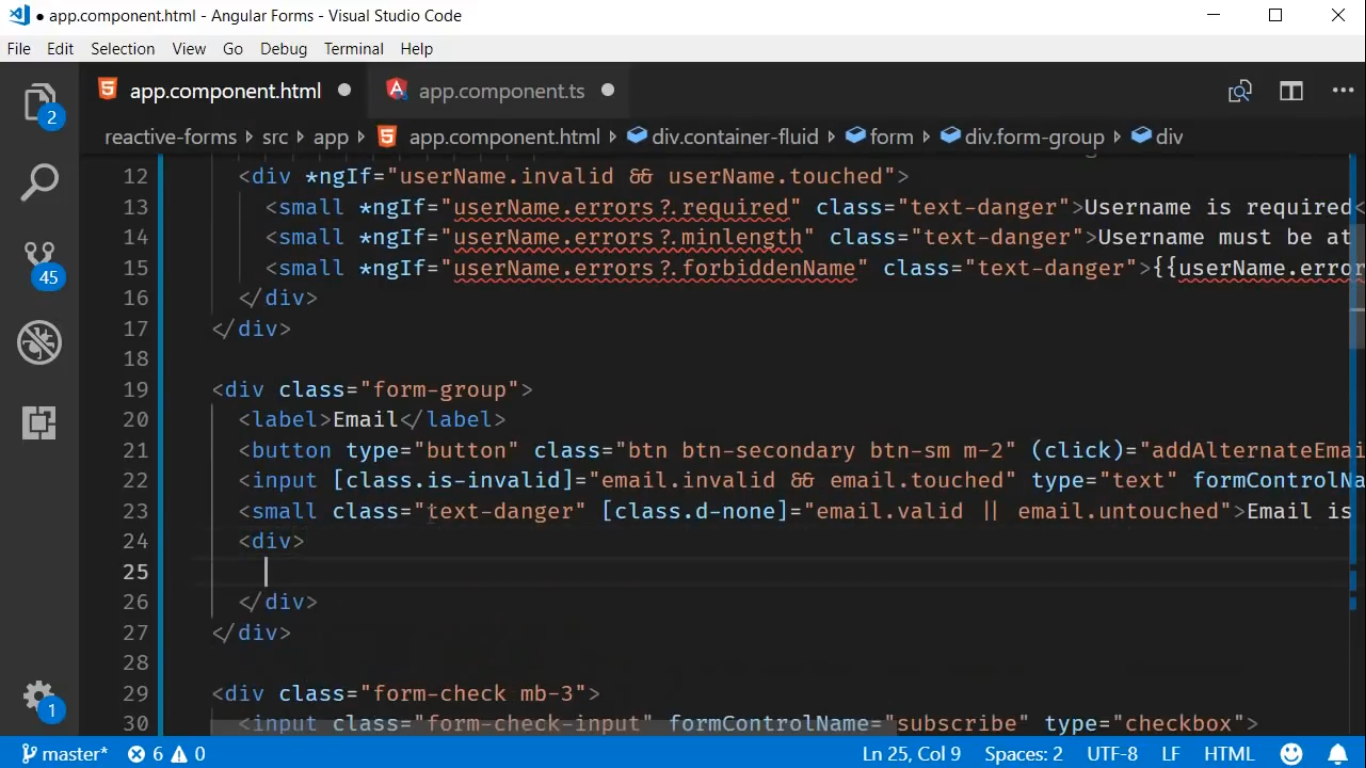 app.component.html - Angular Forms - Visual Studio Code
File Edit Selection View Go Debug Terminal Help
app.component.html app.component.ts
reactive-forms src app app.component.html div.container-fluid form div.form-group div
12 <div *ngIf="userName.invalid && userName.touched">
13 <small *ngIf="userName.errors?.required" class="text-danger">Username is required<
14 <small *ngIf="userName.errors?.minlength" class="text-danger">Username must be at
15 <small *ngIf="userName.errors?.forbiddenName" class="text-danger">{{userName.error
16 </div>
17 </div>
18
19 <div class="form-group">
20 <label>Email</label>
21 <button type="button" class="btn btn-secondary btn-sm m-2" (click)="addAlternateEmai
22 <input [class.is-invalid]="email.invalid && email.touched" type="text" formControlNa
23 <small class="text-danger" [class.d-none]="email.valid || email.untouched">Email is
24 <div>
25
26 </div>
27 </div>
28
29 <div class="form-check mb-3">
30 <input class="form-check-input" formControlName="subscribe" type="checkbox">
2
45
1
master* 6 0 Ln 25, Col 9 Spaces: 2 UTF-8 LF HTML